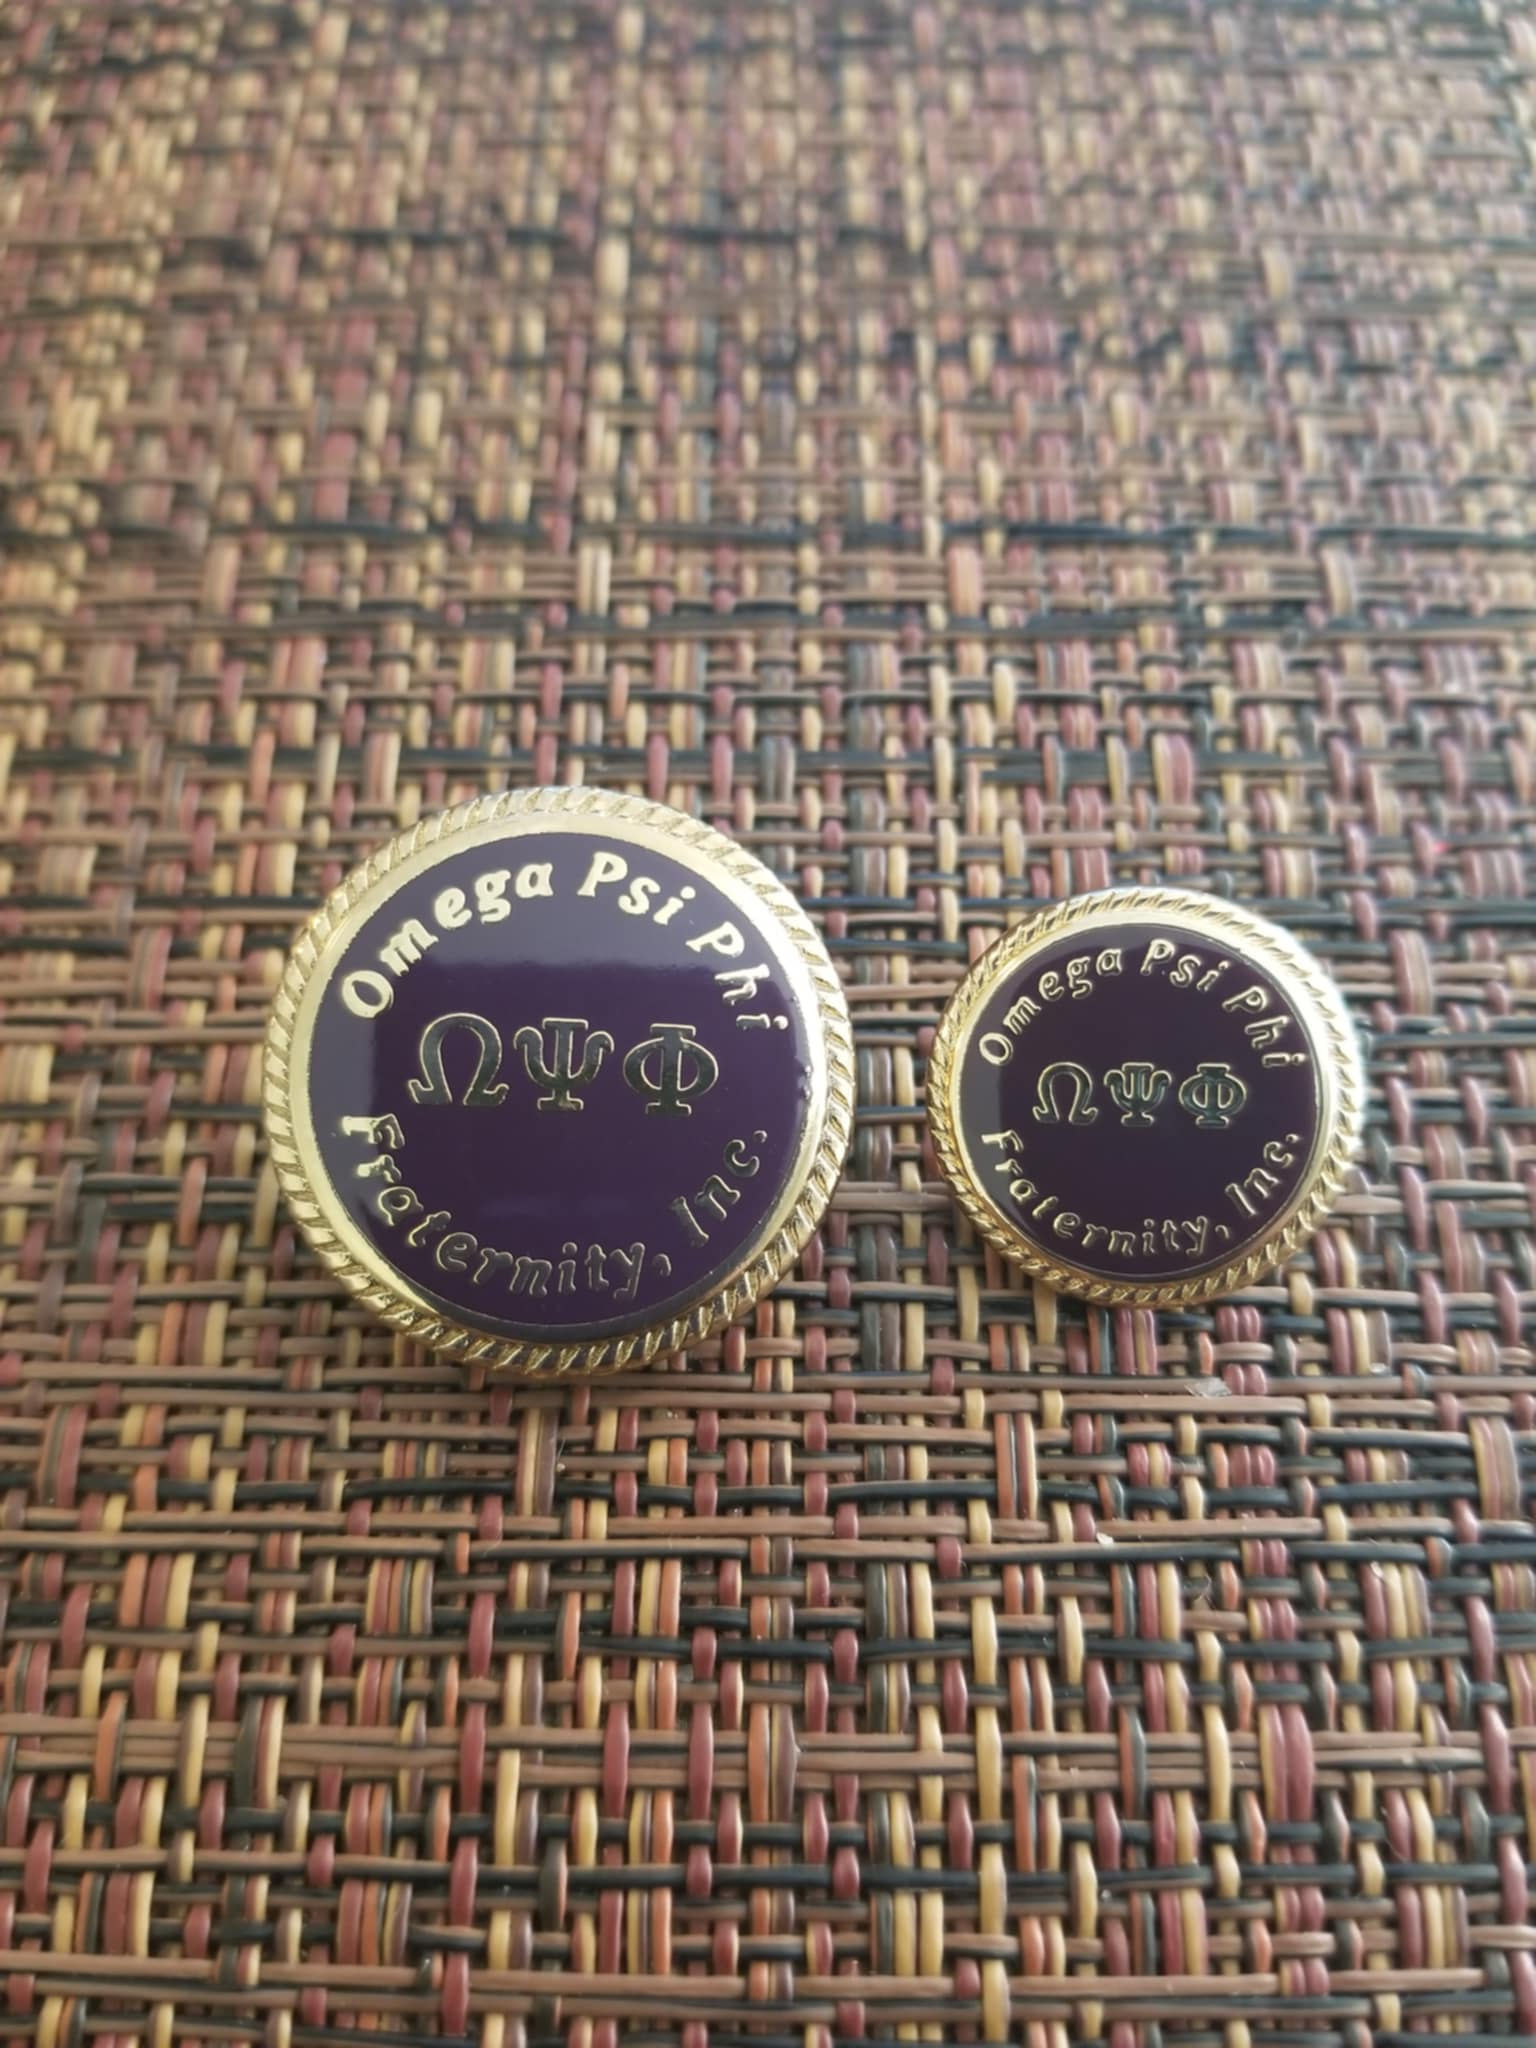 Omega Psi Phi
ΩΨΦ
Fraternity, Inc.
Omega Psi Phi
ΩΨΦ
Fraternity, Inc.